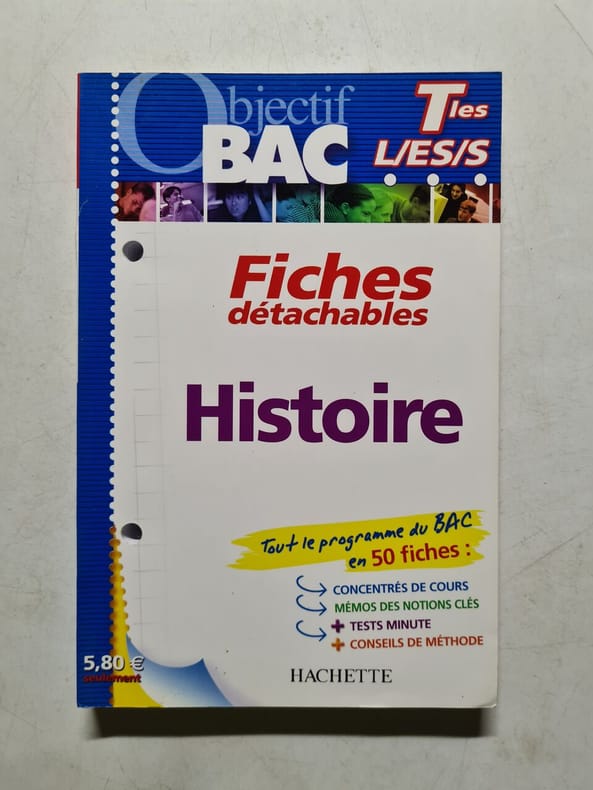 Objectif
BAC
Tles
L/ES/S
Fiches
détachables
Histoire
Tout le programme du BAC
en 50 fiches :
CONCENTRÉS DE COURS
MÉMOS DES NOTIONS CLÉS
+ TESTS MINUTE
+ CONSEILS DE MÉTHODE
5,80 €
seulement
HACHETTE